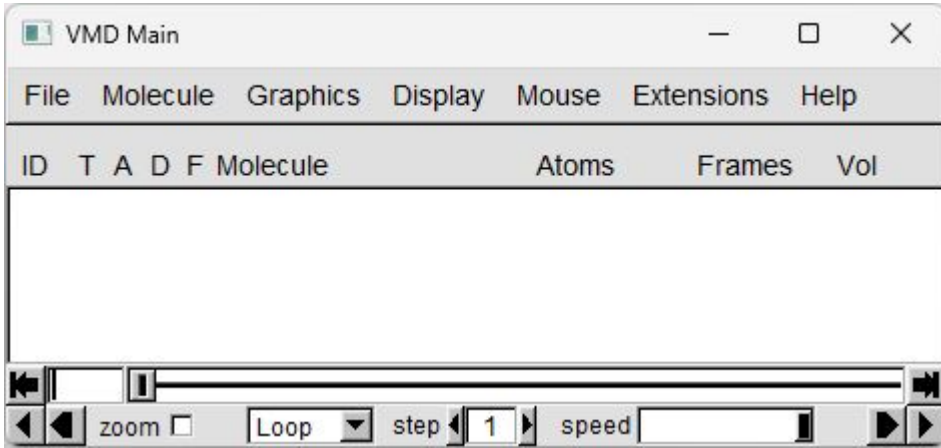 VMD Main
File Molecule Graphics Display Mouse Extensions Help
ID T A D F Molecule Atoms Frames Vol
zoom Loop step 1 speed